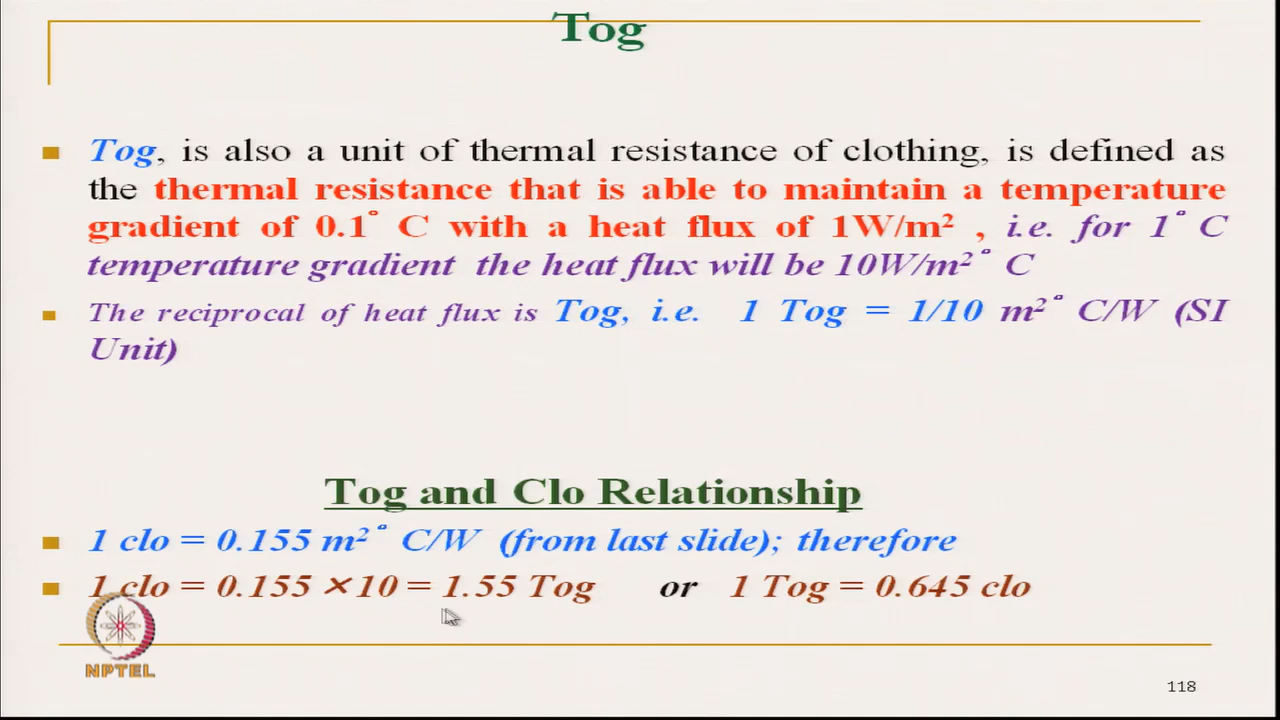 Tog
Tog, is also a unit of thermal resistance of clothing, is defined as
the thermal resistance that is able to maintain a temperature
gradient of 0.1° C with a heat flux of 1W/m² , i.e. for 1° C
temperature gradient the heat flux will be 10W/m²° C
The reciprocal of heat flux is Tog, i.e. 1 Tog = 1/10 m²° C/W (SI
Unit)
Tog and Clo Relationship
1 clo = 0.155 m²° C/W (from last slide); therefore
1 clo = 0.155 ×10 = 1.55 Tog or 1 Tog = 0.645 clo
NPTEL
118